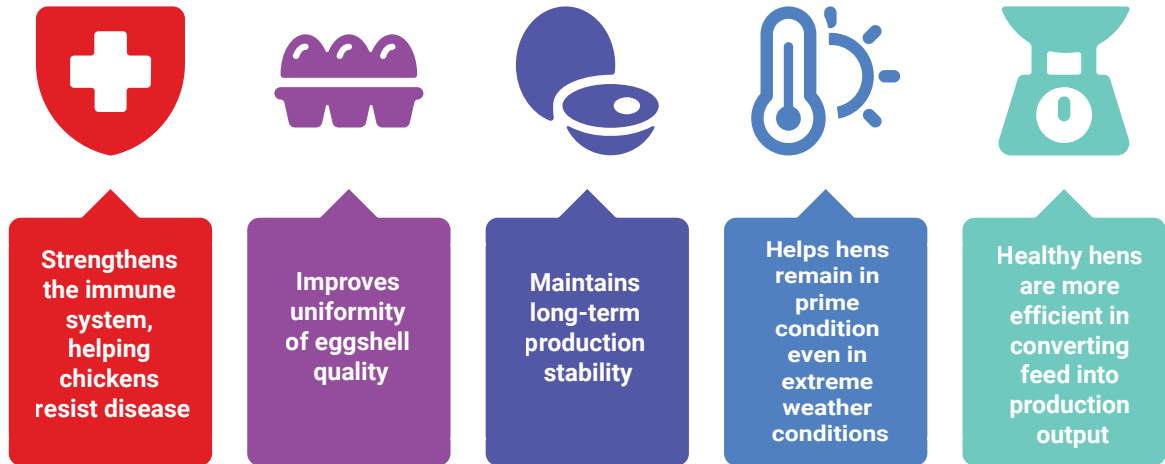 Strengthens
the immune
system,
helping
chickens
resist disease
Improves
uniformity
of eggshell
quality
Maintains
long-term
production
stability
Helps hens
remain in
prime
condition
even in
extreme
weather
conditions
Healthy hens
are more
efficient in
converting
feed into
production
output